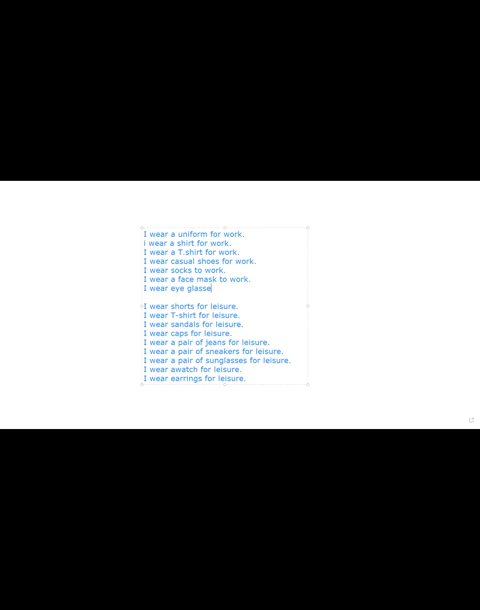 I wear a uniform for work.
i wear a shirt for work.
I wear a T.shirt for work.
I wear casual shoes for work.
I wear socks to work.
I wear a face mask to work.
I wear eye glasse
I wear shorts for leisure.
I wear T-shirt for leisure.
I wear sandals for leisure.
I wear caps for leisure.
I wear a pair of jeans for leisure.
I wear a pair of sneakers for leisure.
I wear a pair of sunglasses for leisure.
I wear awatch for leisure.
I wear earrings for leisure.